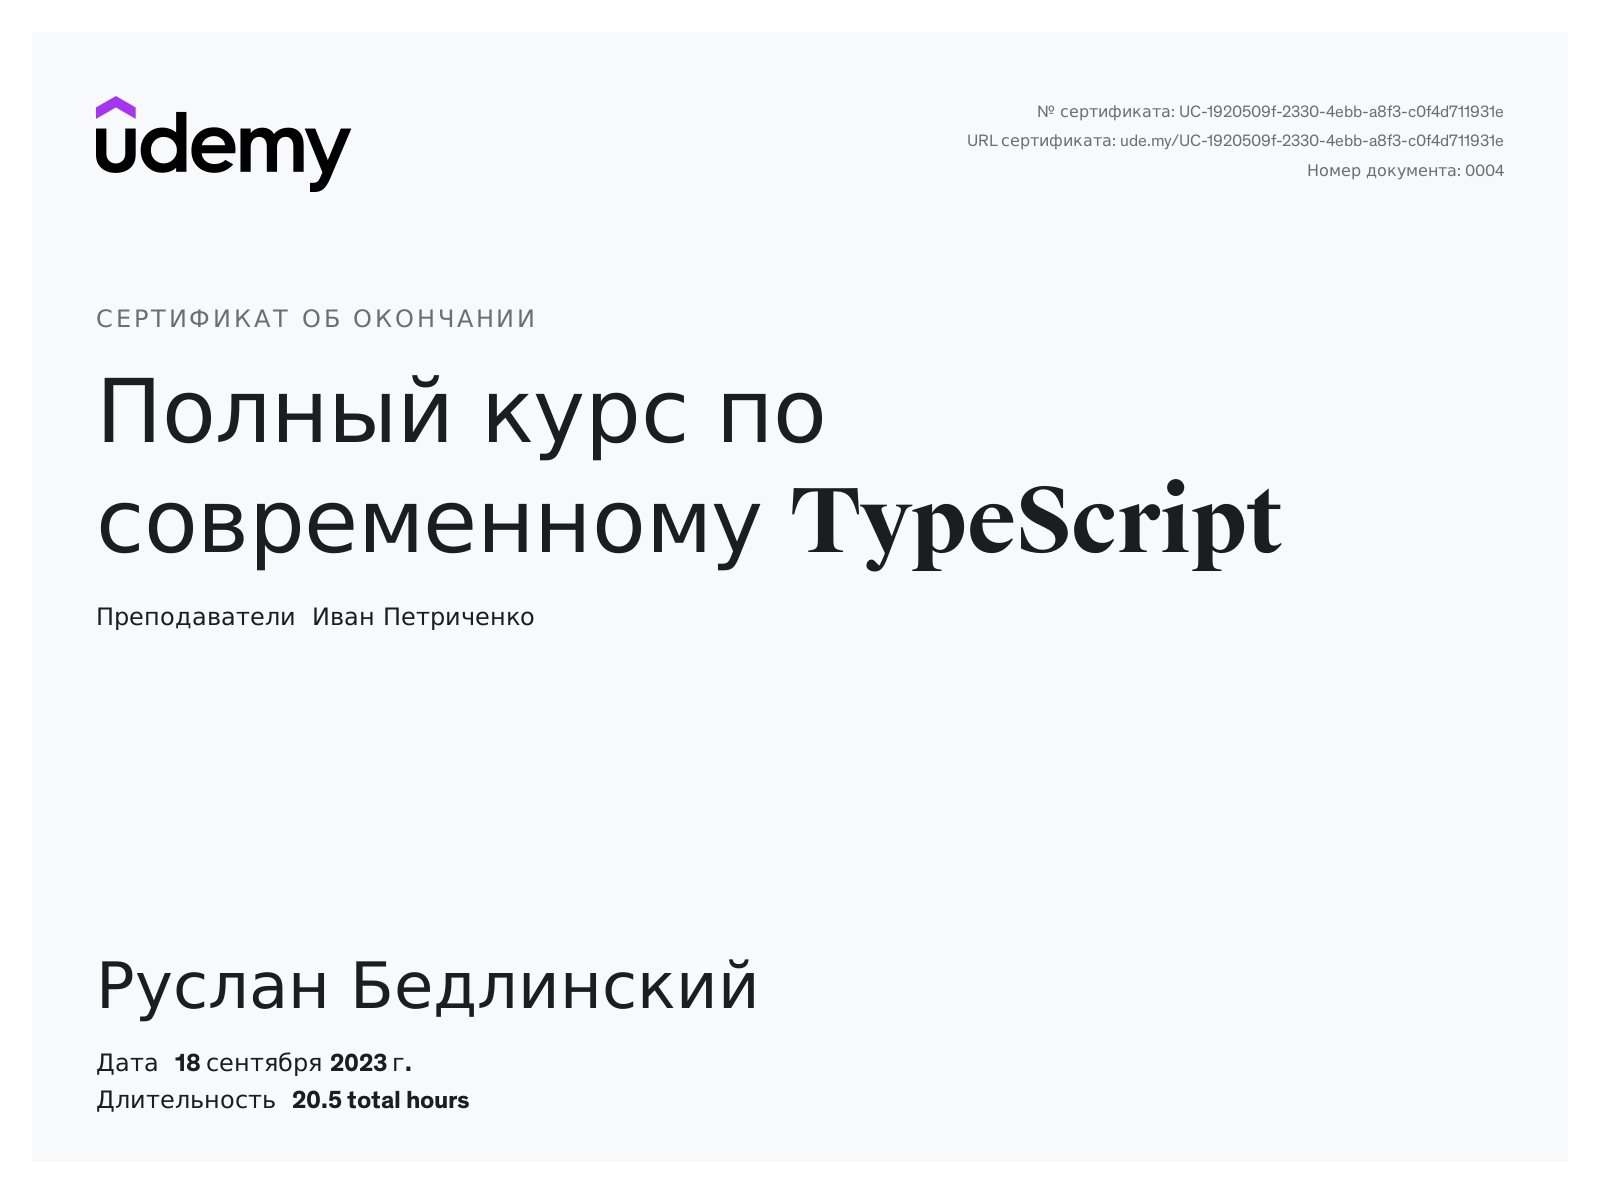 udemy
№ сертификата: UC-1920509f-2330-4ebb-a8f3-c0f4d711931e
URL сертификата: ude.my/UC-1920509f-2330-4ebb-a8f3-c0f4d711931e
Номер документа: 0004
СЕРТИФИКАТ ОБ ОКОНЧАНИИ
Полный курс по
современному TypeScript
Преподаватели Иван Петриченко
Руслан Бедлинский
Дата 18 сентября 2023 г.
Длительность 20.5 total hours